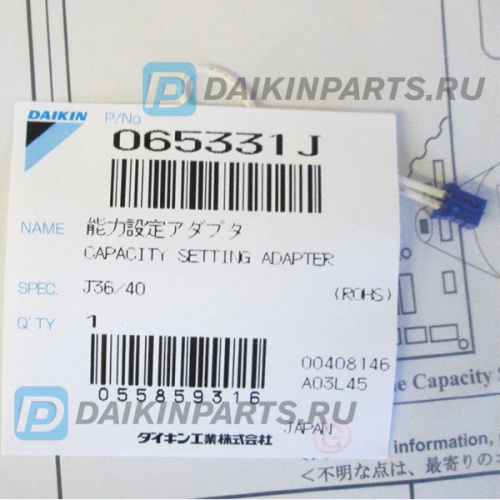 DAIKINPARTS.RU
DAIKIN
P/No
065331J
NAME
能力設定アダプタ
CAPACITY SETTING ADAPTER
SPEC.
J36/40
(ROHS)
Q'TY
1
00408146
055859316
A03L45
e Capacity S
DAIKINPARTS.RU
ダイキン工業株式会社
JAPAN
information,
＜不明な点は、最寄りの